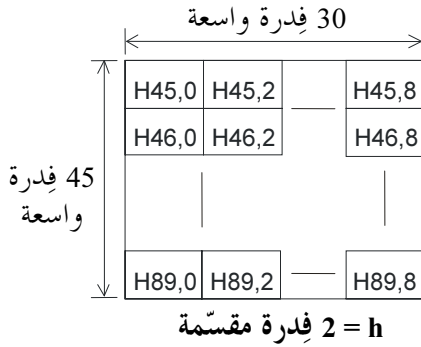 30 فِدرة واسعة
H45,0 H45,2 H45,8
H46,0 H46,2 H46,8
45 فِدرة
واسعة
H89,0 H89,2 H89,8
h = 2 فِدرة مقسّمة